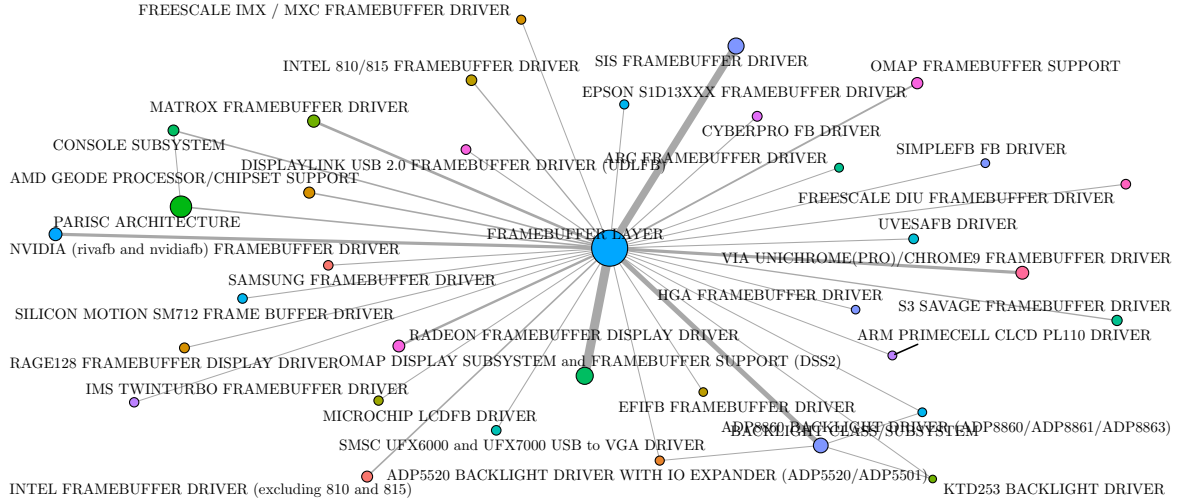 FREESCALE IMX / MXC FRAMEBUFFER DRIVER
SIS FRAMEBUFFER DRIVER
INTEL 810/815 FRAMEBUFFER DRIVER
OMAP FRAMEBUFFER SUPPORT
EPSON S1D13XXX FRAMEBUFFER DRIVER
MATROX FRAMEBUFFER DRIVER
CYBERPRO FB DRIVER
CONSOLE SUBSYSTEM
SIMPLEFB FB DRIVER
ARC FRAMEBUFFER DRIVER
DISPLAYLINK USB 2.0 FRAMEBUFFER DRIVER (UDLFB)
AMD GEODE PROCESSOR/CHIPSET SUPPORT
FREESCALE DIU FRAMEBUFFER DRIVER
PARISC ARCHITECTURE
UVESAFB DRIVER
FRAMEBUFFER LAYER
NVIDIA (rivafb and nvidiafb) FRAMEBUFFER DRIVER
VIA UNICHROME(PRO)/CHROME9 FRAMEBUFFER DRIVER
SAMSUNG FRAMEBUFFER DRIVER
HGA FRAMEBUFFER DRIVER
S3 SAVAGE FRAMEBUFFER DRIVER
SILICON MOTION SM712 FRAME BUFFER DRIVER
RADEON FRAMEBUFFER DISPLAY DRIVER
ARM PRIMECELL CLCD PL110 DRIVER
RAGE128 FRAMEBUFFER DISPLAY DRIVER
OMAP DISPLAY SUBSYSTEM and FRAMEBUFFER SUPPORT (DSS2)
IMS TWINTURBO FRAMEBUFFER DRIVER
EFIFB FRAMEBUFFER DRIVER
MICROCHIP LCDFB DRIVER
ADP8860 BACKLIGHT DRIVER (ADP8860/ADP8861/ADP8863)
BACKLIGHT CLASS/SUBSYSTEM
SMSC UFX6000 and UFX7000 USB to VGA DRIVER
ADP5520 BACKLIGHT DRIVER WITH IO EXPANDER (ADP5520/ADP5501)
INTEL FRAMEBUFFER DRIVER (excluding 810 and 815)
KTD253 BACKLIGHT DRIVER